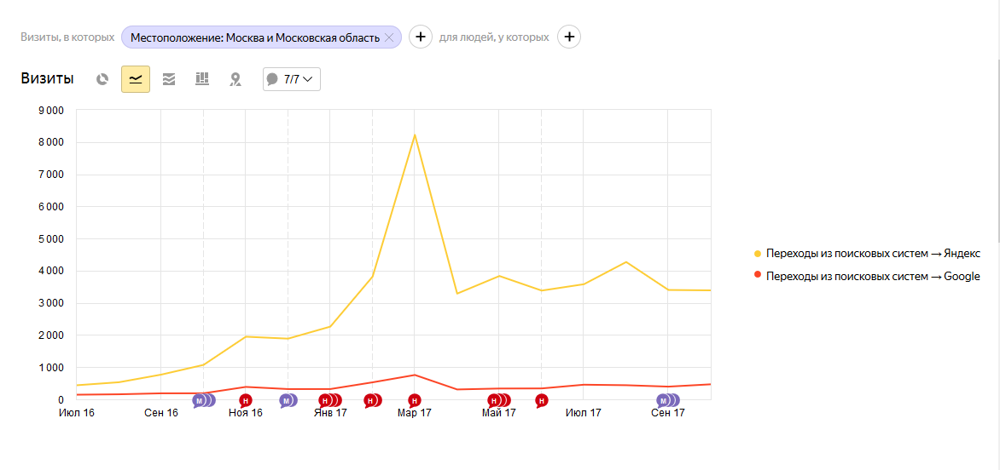 Визиты, в которых Местоположение: Москва и Московская область для людей, у которых
Визиты 7/7
9 000
8 000
7 000
6 000
5 000
4 000
3 000
2 000
1 000
0
М Н М Н Н Н Н Н М
Июл 16 Сен 16 Ноя 16 Янв 17 Мар 17 Май 17 Июл 17 Сен 17
Переходы из поисковых систем → Яндекс
Переходы из поисковых систем → Google